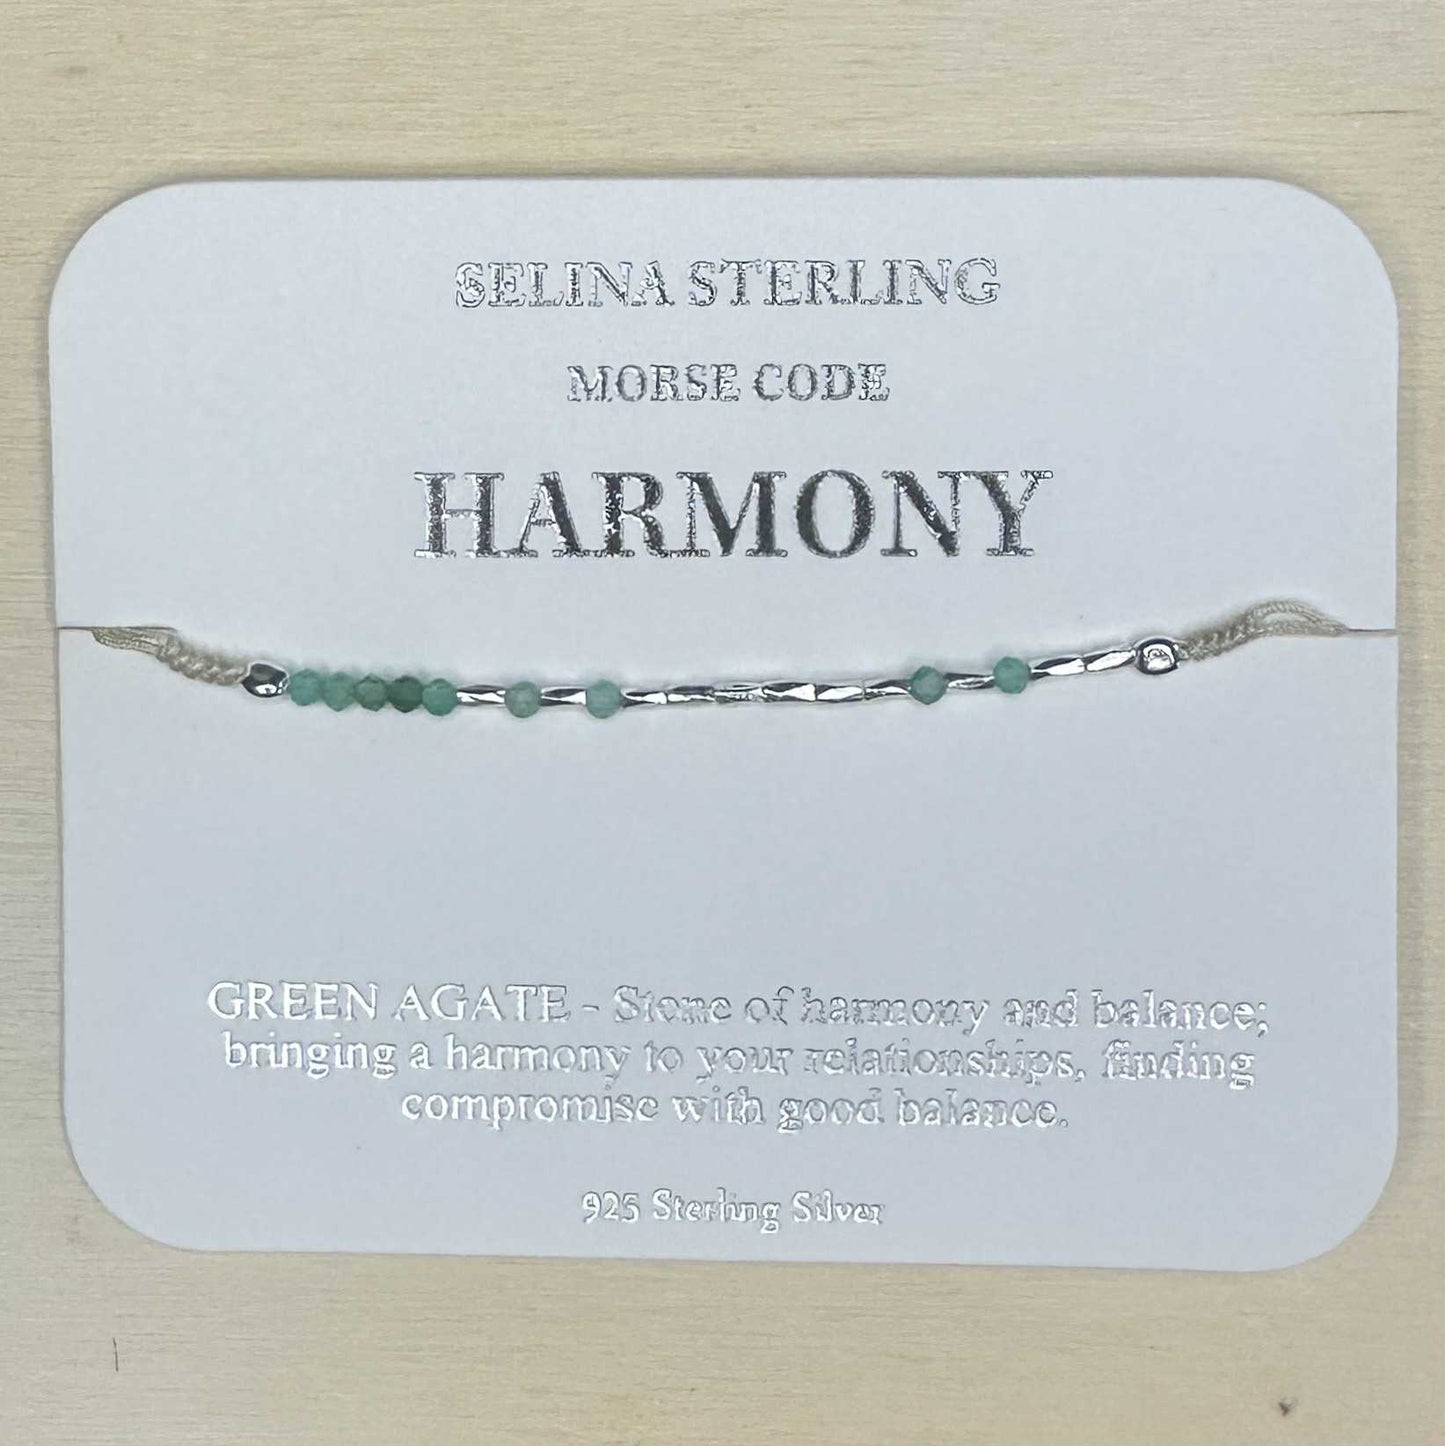 SELINA STERLING
MORSE CODE
HARMONY
GREEN AGATE - Stone of harmony and balance;
bringing a harmony to your relationships, finding
compromise with good balance.
925 Sterling Silver